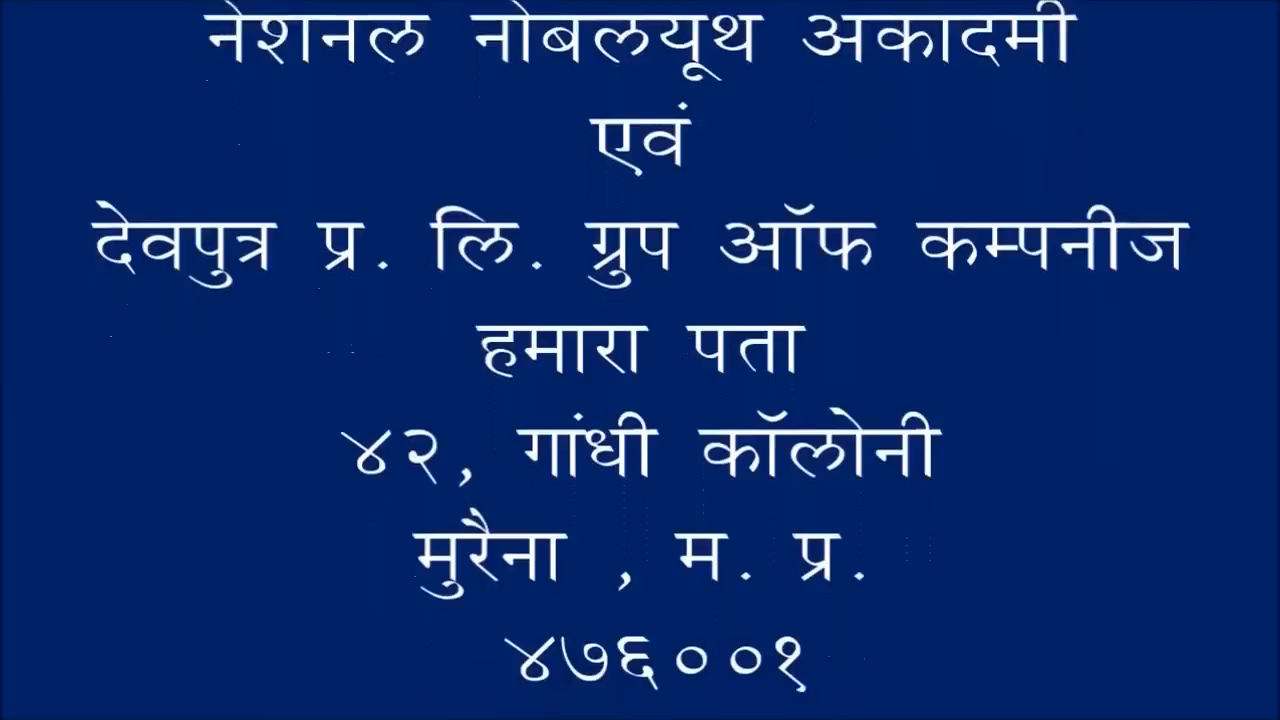 नेशनल नोबलयूथ अकादमी
एवं
देवपुत्र प्र. लि. ग्रुप ऑफ कम्पनीज
हमारा पता
४२, गांधी कॉलोनी
मुरैना , म. प्र.
४७६००१